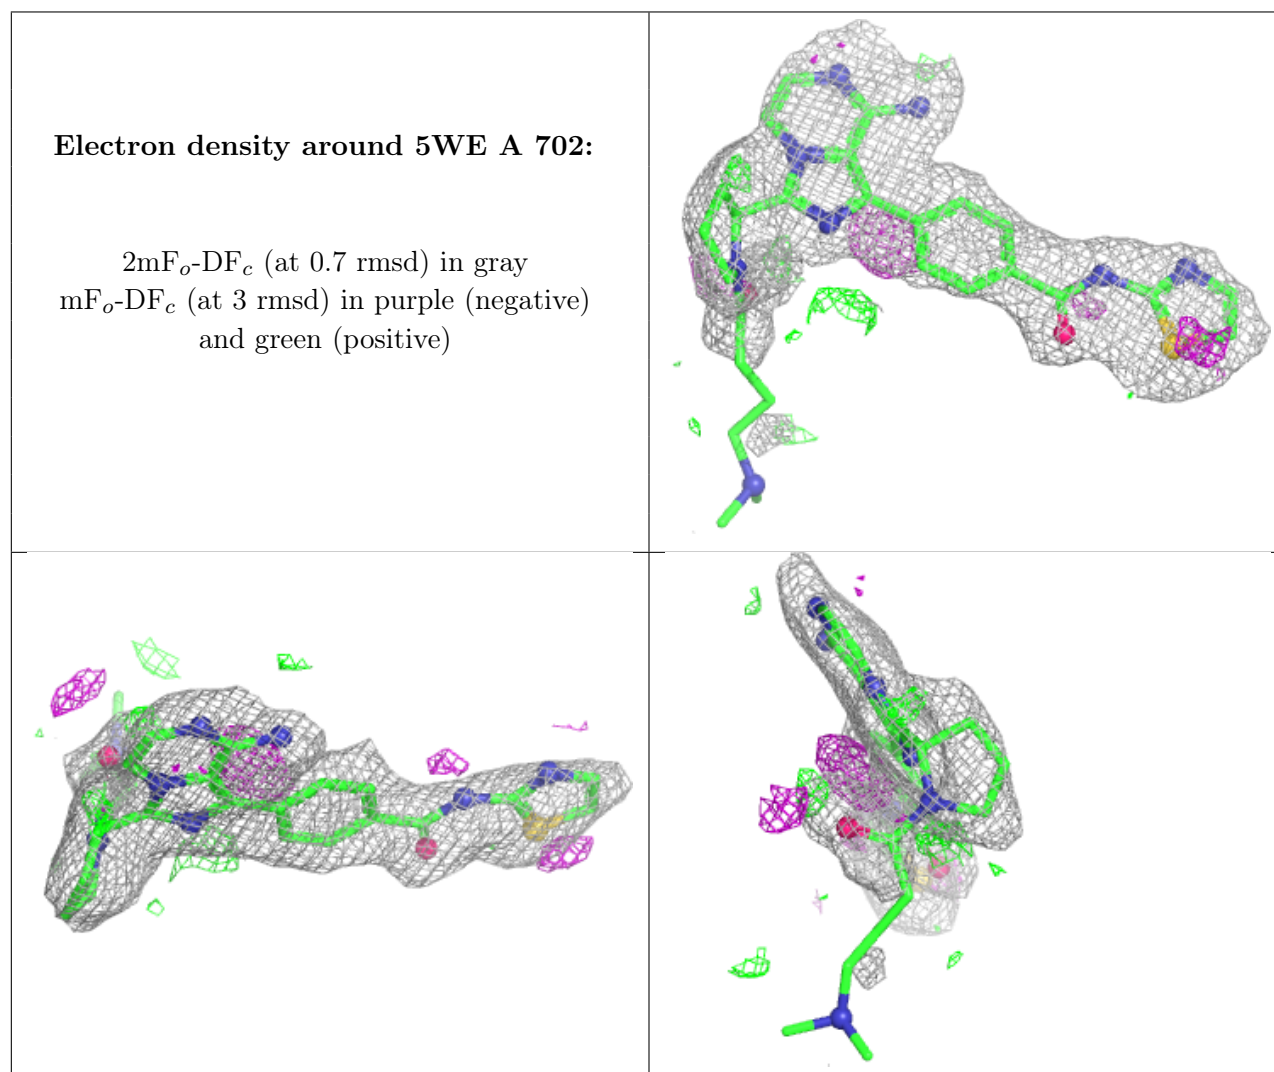 Electron density around 5WE A 702:
2mFo-DFc (at 0.7 rmsd) in gray
mFo-DFc (at 3 rmsd) in purple (negative)
and green (positive)